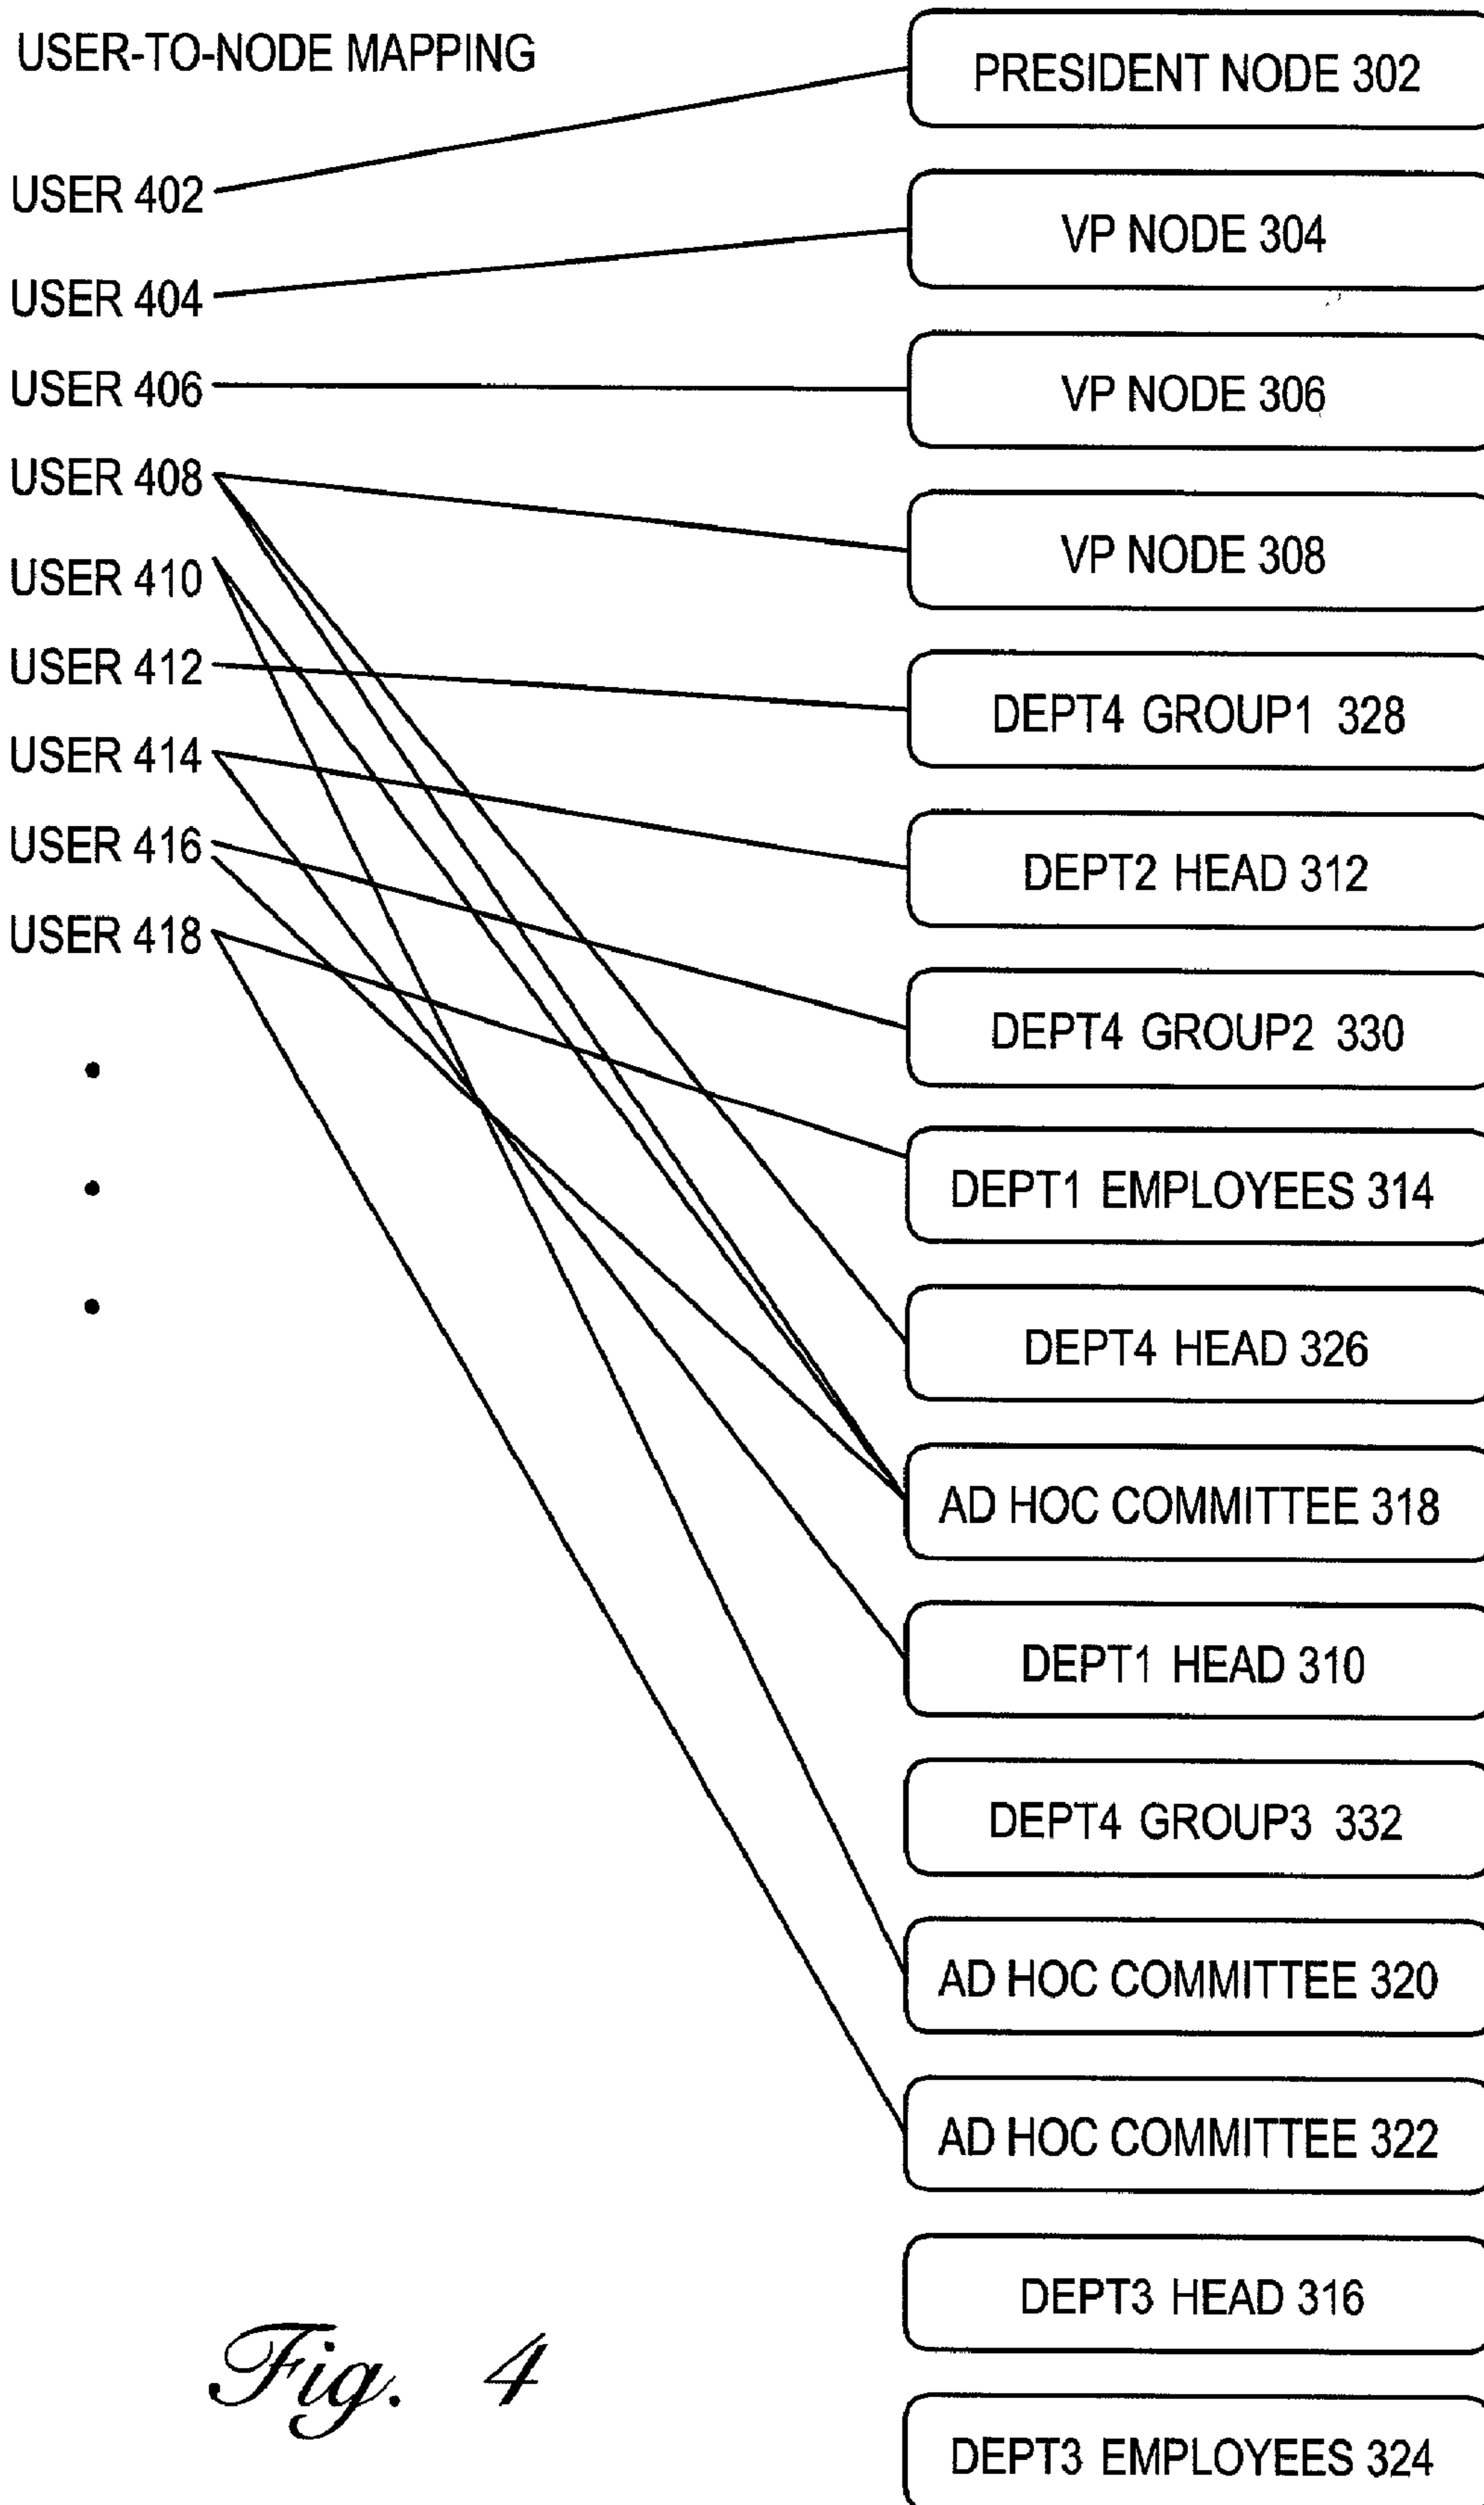 USER-TO-NODE MAPPING
USER 402
USER 404
USER 406
USER 408
USER 410
USER 412
USER 414
USER 416
USER 418
PRESIDENT NODE 302
VP NODE 304
VP NODE 306
VP NODE 308
DEPT4 GROUP1 328
DEPT2 HEAD 312
DEPT4 GROUP2 330
DEPT1 EMPLOYEES 314
DEPT4 HEAD 326
AD HOC COMMITTEE 318
DEPT1 HEAD 310
DEPT4 GROUP3 332
AD HOC COMMITTEE 320
AD HOC COMMITTEE 322
DEPT3 HEAD 316
DEPT3 EMPLOYEES 324
Fig. 4